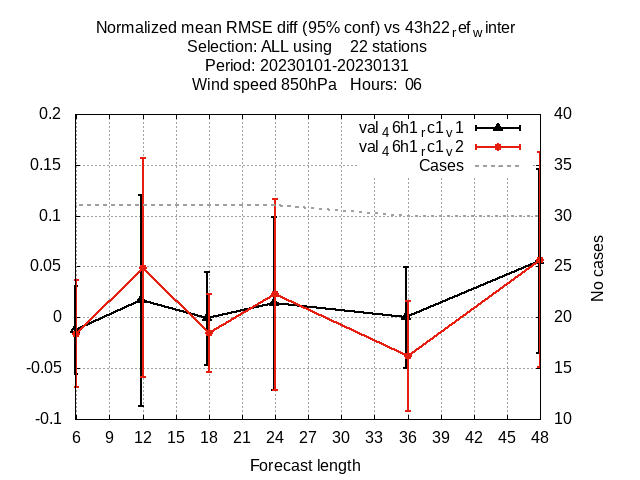 Normalized mean RMSE diff (95% conf) vs 43h22refwinter
Selection: ALL using 22 stations
Period: 20230101-20230131
Wind speed 850hPa Hours: 06
val46h1rc1v1
val46h1rc1v2
Cases
0.2
0.15
0.1
0.05
0
-0.05
-0.1
40
35
30
25
20
15
10
No cases
6 9 12 15 18 21 24 27 30 33 36 39 42 45 48
Forecast length